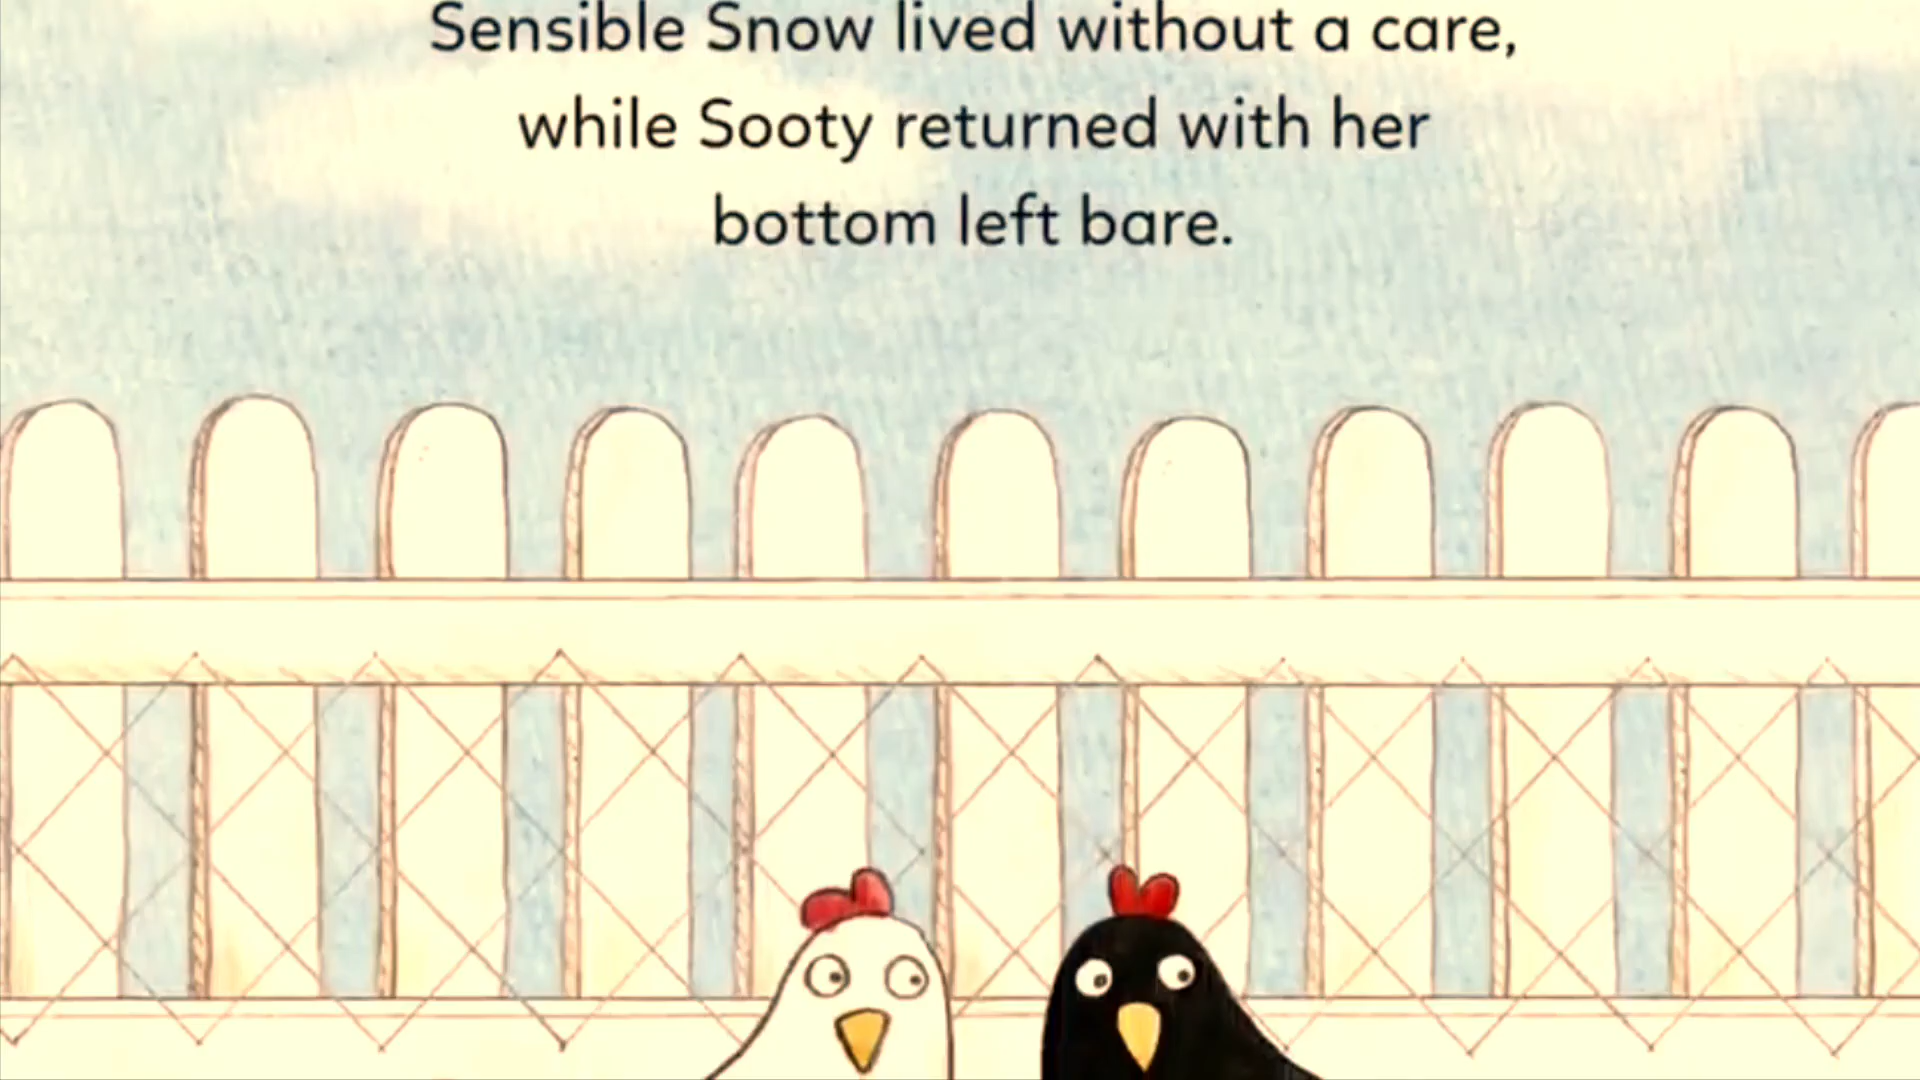 Sensible Snow lived without a care,
while Sooty returned with her
bottom left bare.